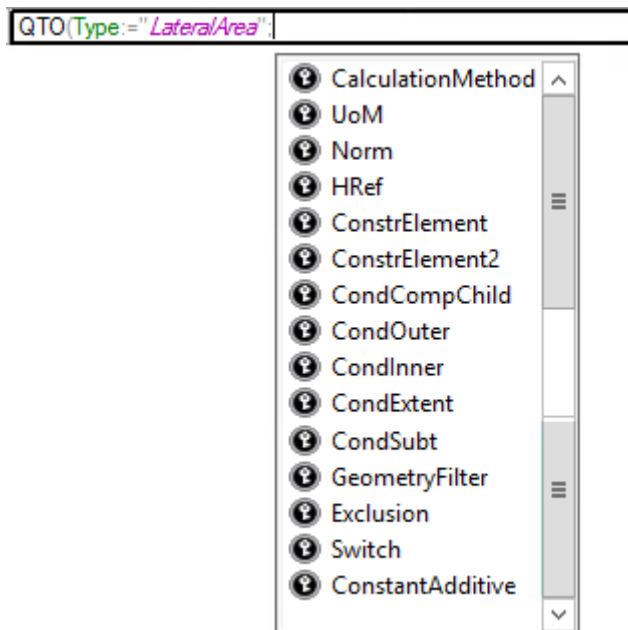 QTO(Type:="LateralArea";
CalculationMethod
UoM
Norm
HRef
ConstrElement
ConstrElement2
CondCompChild
CondOuter
CondInner
CondExtent
CondSubt
GeometryFilter
Exclusion
Switch
ConstantAdditive